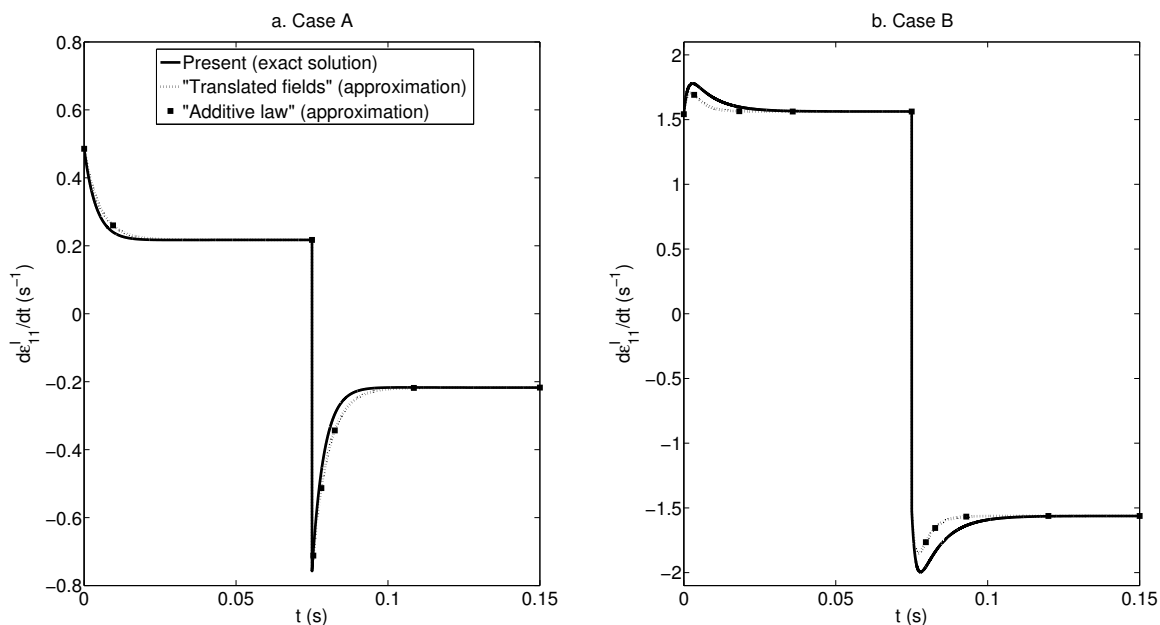 a. Case A
0.8
0.6
0.4
0.2
0
−0.2
−0.4
−0.6
−0.8
dε̇ᴵ₁₁/dt (s⁻¹)
Present (exact solution)
"Translated fields" (approximation)
"Additive law" (approximation)
0
0.05
0.1
0.15
t (s)
b. Case B
2
1.5
1
0.5
0
−0.5
−1
−1.5
−2
dεᴵ₁₁/dt (s⁻¹)
0
0.05
0.1
0.15
t (s)